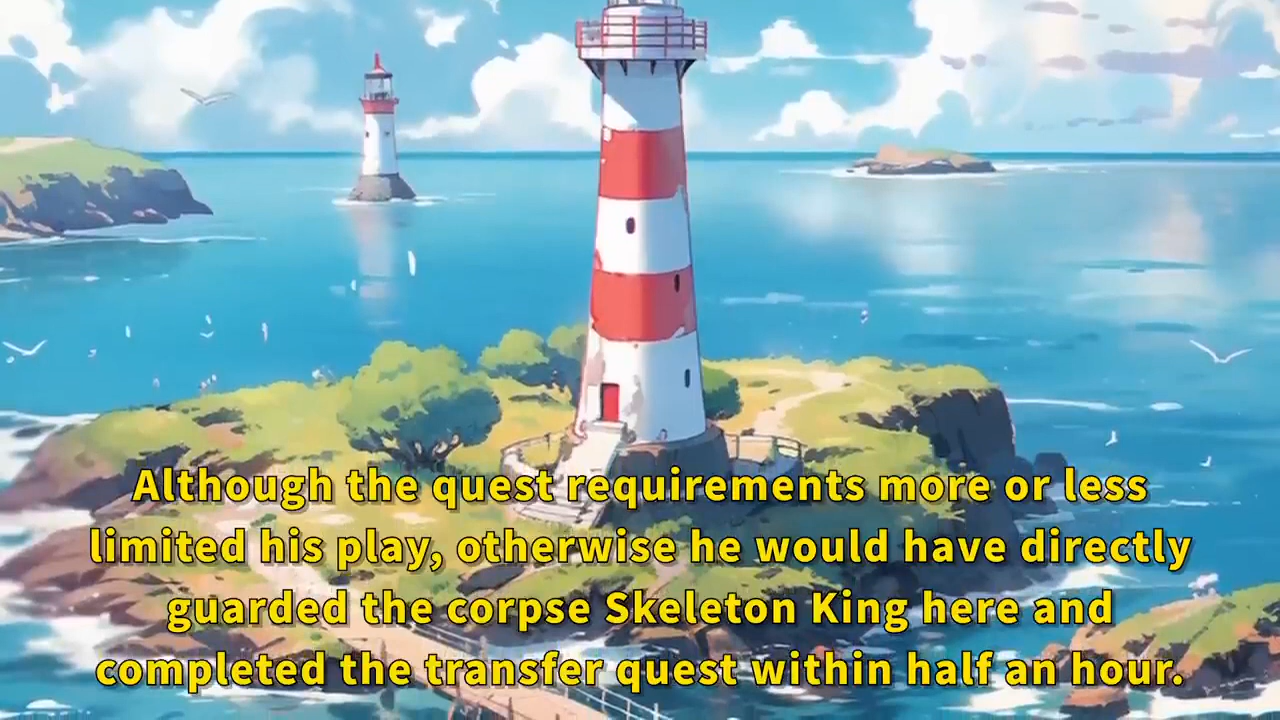 Although the quest requirements more or less
limited his play, otherwise he would have directly
guarded the corpse Skeleton King here and
completed the transfer quest within half an hour.